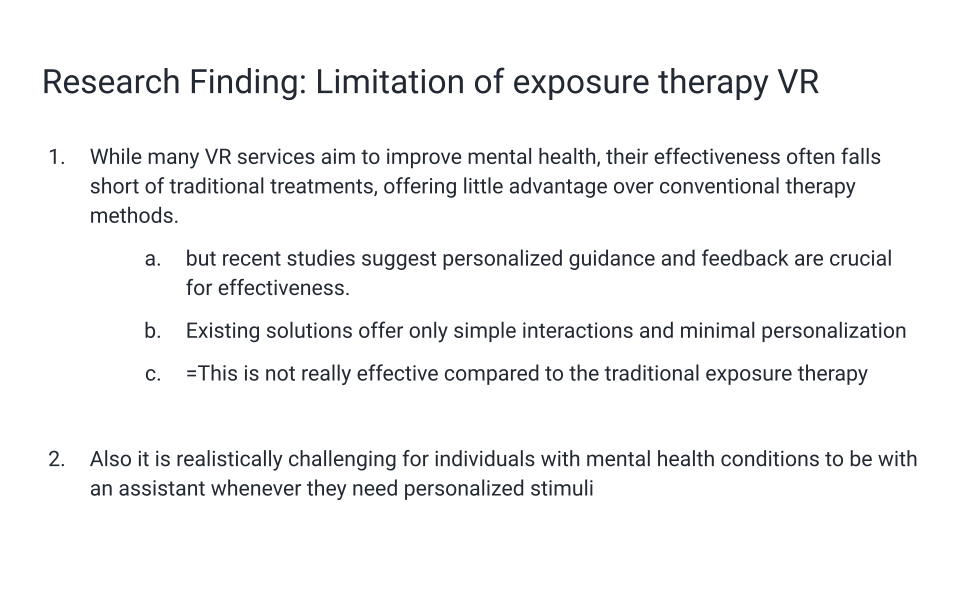 Research Finding: Limitation of exposure therapy VR
1. While many VR services aim to improve mental health, their effectiveness often falls
short of traditional treatments, offering little advantage over conventional therapy
methods.
a. but recent studies suggest personalized guidance and feedback are crucial
for effectiveness.
b. Existing solutions offer only simple interactions and minimal personalization
c. =This is not really effective compared to the traditional exposure therapy
2. Also it is realistically challenging for individuals with mental health conditions to be with
an assistant whenever they need personalized stimuli